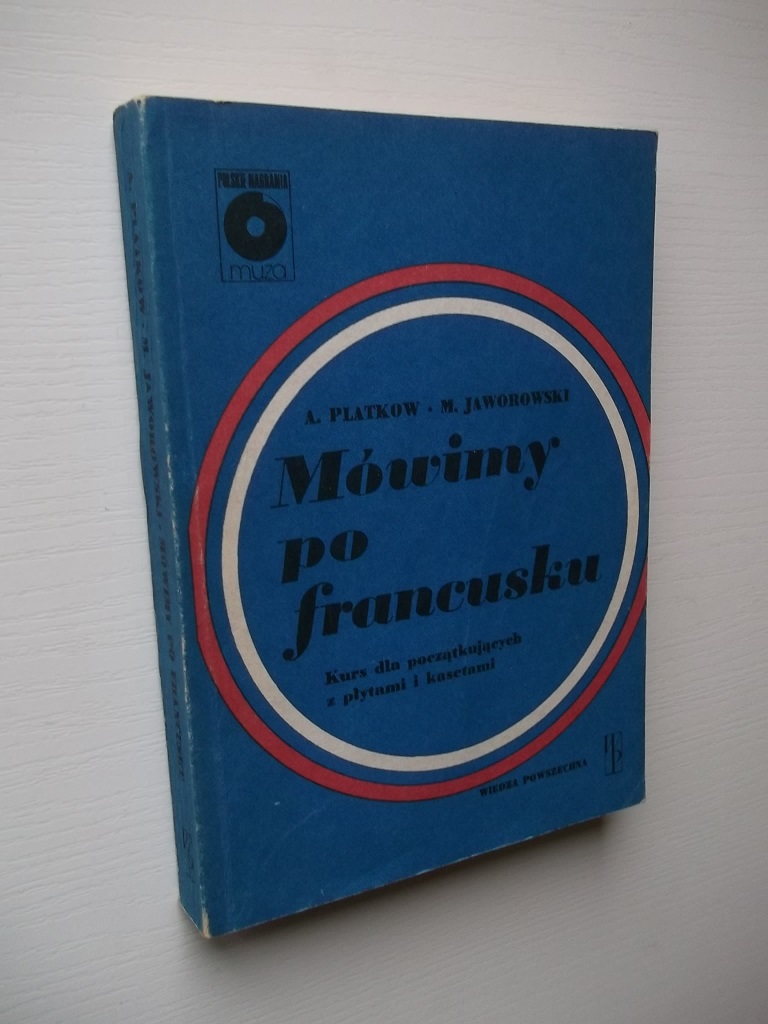 POLSKIE NAGRANIA
muza
A. PLATKOW • M. JAWOROWSKI
Mówimy
po
francusku
Kurs dla początkujących
z płytami i kasetami
WIEDZA POWSZECHNA
A. PLATKOW • M. JAWOROWSKI • MÓWIMY PO FRANCUSKU